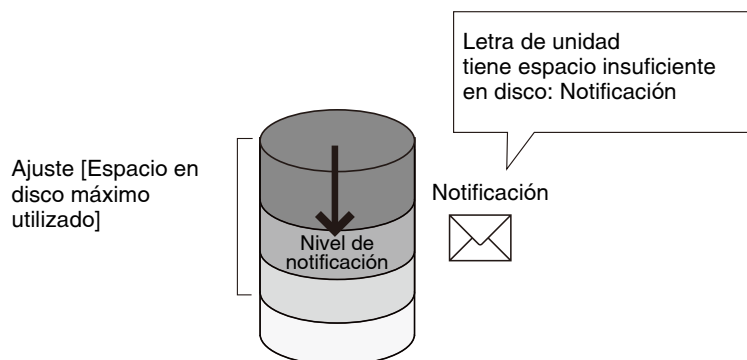 Letra de unidad
tiene espacio insuficiente
en disco: Notificación
Ajuste [Espacio en
disco máximo
utilizado]
Notificación
Nivel de
notificación